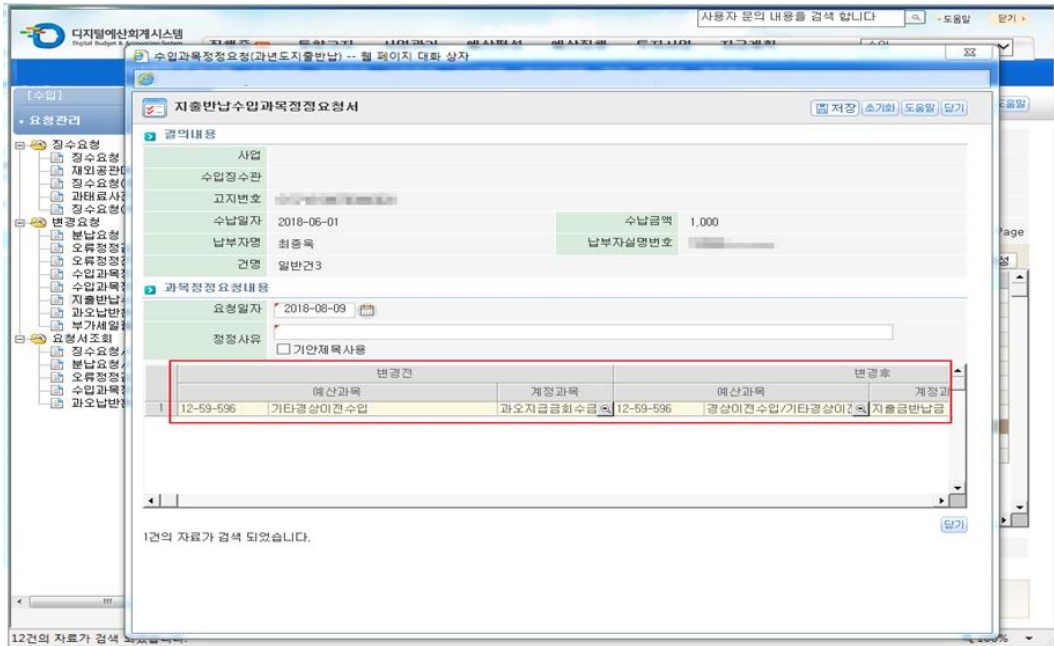 사용자 문의 내용을 검색 합니다
도움말 닫기
디지털예산회계시스템
Digital Budget & Accounting System
수입과목정정요청(과년도지출반납) -- 웹 페이지 대화 상자
[수입]
요청관리
징수요청
징수요청
재외공관
징수요청(
과태료사
징수요청(
변경요청
분납요청
오류정정
오류정정
수입과목
수입과목
지출반납
과오납반
부가세일
요청서조회
징수요청
분납요청
오류정정
수입과목
과오납반
지출반납수입과목정정요청서
저장 초기화 도움말 닫기
결의내용
사업
수입징수관
고지번호
수납일자 2018-06-01 수납금액 1,000
납부자명 최종욱 납부자실명번호
건명 일반건3
과목정정요청내용
요청일자 2018-08-09
정정사유
기안제목사용
변경전 변경후
예산과목 계정과목 예산과목 계정과
1 12-59-596 기타경상이전수입 과오지급금회수금 12-59-596 경상이전수입/기타경상이전 지출금반납금
닫기
1건의 자료가 검색 되었습니다.
도움말
Page
성
12건의 자료가 검색
100%